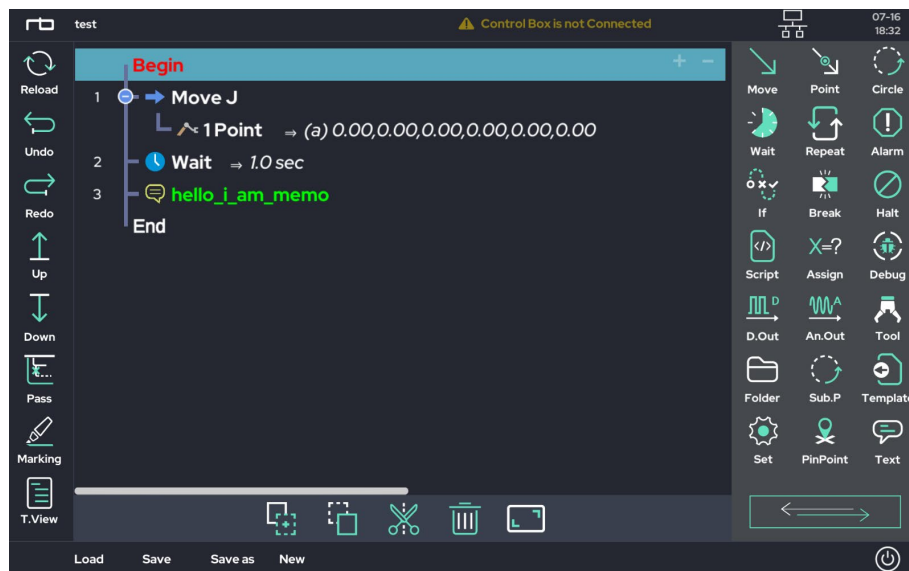 test
Control Box is not Connected
07-16
18:32
Reload
Undo
Redo
Up
Down
Pass
Marking
T.View
Begin
1 Move J
1 Point ⇒ (a) 0.00,0.00,0.00,0.00,0.00,0.00
2 Wait ⇒ 1.0 sec
3 hello_i_am_memo
End
Move Point Circle
Wait Repeat Alarm
If Break Halt
</> X=?
Script Assign Debug
D A
D.Out An.Out Tool
Folder Sub.P Template
Set PinPoint Text
Load Save Save as New